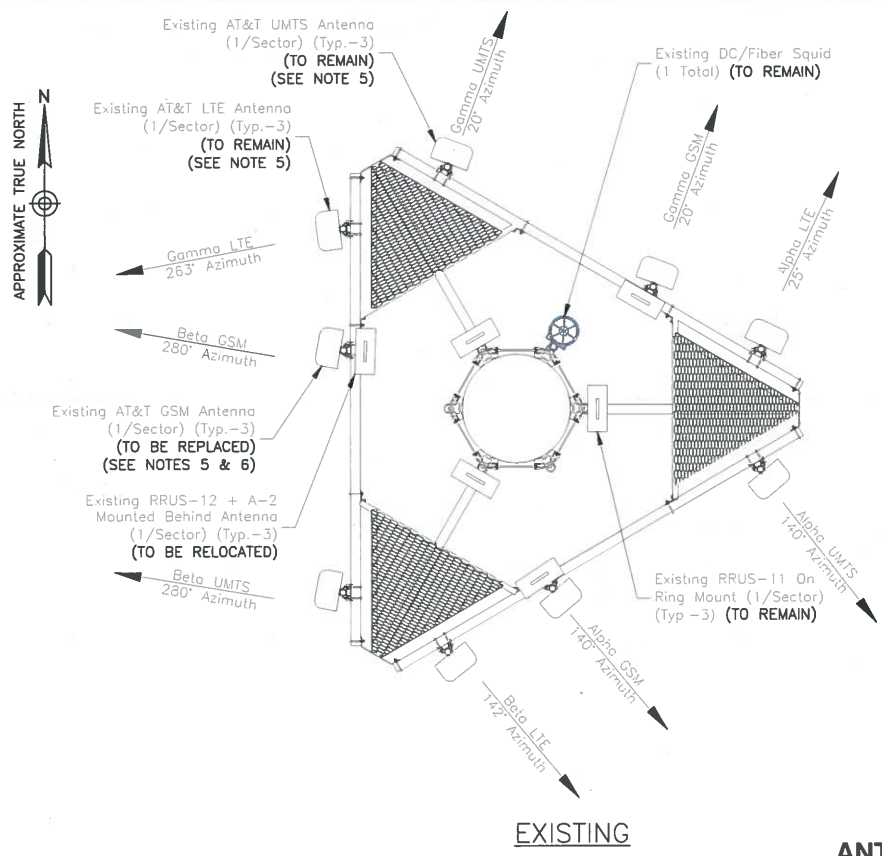 Existing AT&T UMTS Antenna
(1/Sector) (Typ.-3)
(TO REMAIN)
(SEE NOTE 5)
Gamma UMTS
20° Azimuth
Existing DC/Fiber Squid
(1 Total) (TO REMAIN)
APPROXIMATE TRUE NORTH
N
Existing AT&T LTE Antenna
(1/Sector) (Typ.-3)
(TO REMAIN)
(SEE NOTE 5)
Gamma GSM
20° Azimuth
Alpha LTE
25° Azimuth
Gamma LTE
263° Azimuth
Beta GSM
280° Azimuth
Existing AT&T GSM Antenna
(1/Sector) (Typ.-3)
(TO BE REPLACED)
(SEE NOTES 5 & 6)
Existing RRUS-12 + A-2
Mounted Behind Antenna
(1/Sector) (Typ.-3)
(TO BE RELOCATED)
Beta UMTS
280° Azimuth
Alpha UMTS
140° Azimuth
Existing RRUS-11 On
Ring Mount (1/Sector)
(Typ -3) (TO REMAIN)
Alpha GSM
140° Azimuth
Beta LTE
142° Azimuth
EXISTING
ANT